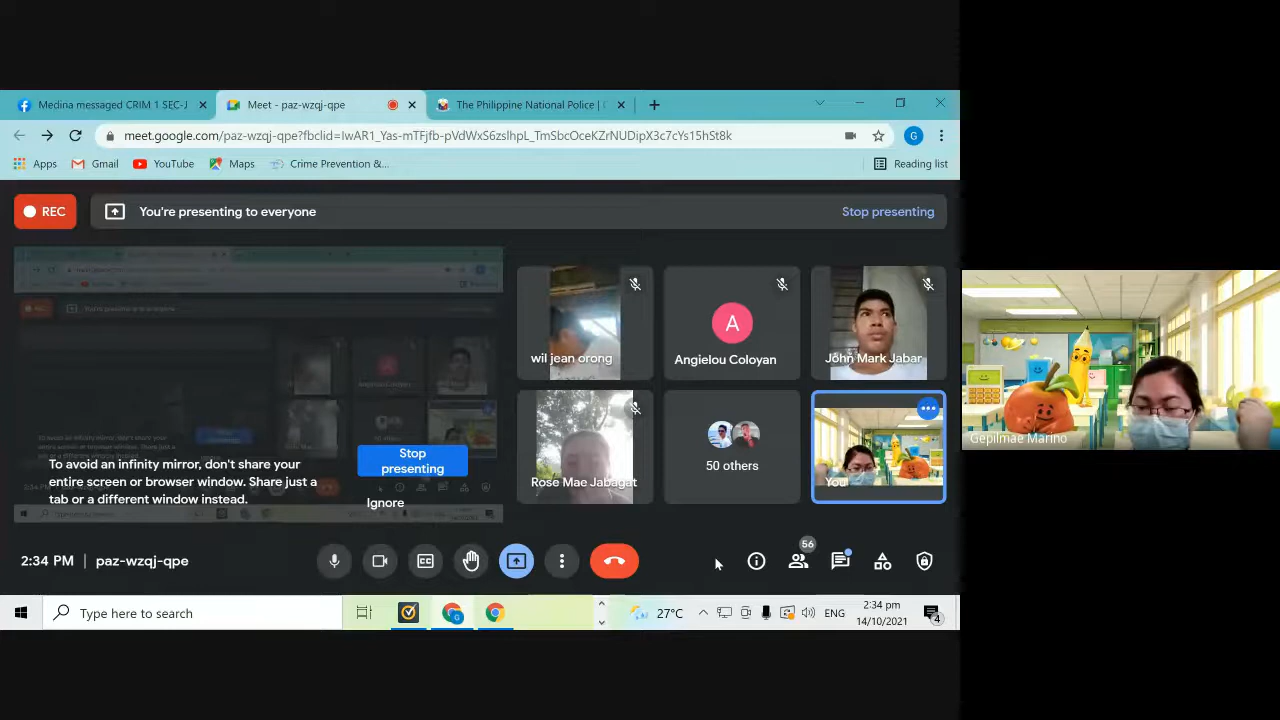 Medina messaged CRIM 1 SEC-J
Meet - paz-wzqj-qpe
The Philippine National Police |
meet.google.com/paz-wzqj-qpe?fbclid=IwAR1_Yas-mTFjfb-pVdWxS6zsIhpL_TmSbcOceKZrNUDipX3c7cYs15hSt8k
G
Apps
Gmail
YouTube
Maps
Crime Prevention &...
Reading list
REC
You're presenting to everyone
Stop presenting
wil jean orong
A
Angielou Coloyan
John Mark Jabar
To avoid an infinity mirror, don't share your
entire screen or browser window. Share just a
tab or a different window instead.
Stop
presenting
Ignore
Rose Mae Jabagat
50 others
You
Gepilmae Marino
2:34 PM | paz-wzqj-qpe
CC
56
Type here to search
27°C
ENG
2:34 pm
14/10/2021
4